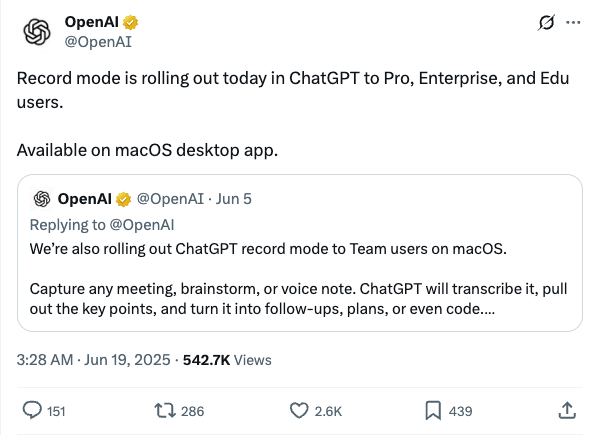 OpenAI
@OpenAI
Record mode is rolling out today in ChatGPT to Pro, Enterprise, and Edu
users.
Available on macOS desktop app.
OpenAI @OpenAI · Jun 5
Replying to @OpenAI
We’re also rolling out ChatGPT record mode to Team users on macOS.
Capture any meeting, brainstorm, or voice note. ChatGPT will transcribe it, pull
out the key points, and turn it into follow-ups, plans, or even code....
3:28 AM · Jun 19, 2025 · 542.7K Views
151 286 2.6K 439